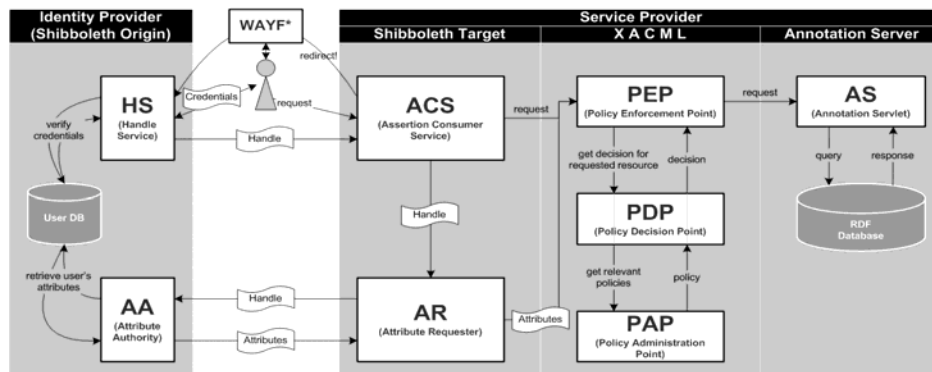 Identity Provider
(Shibboleth Origin)
WAYF*
Service Provider
Shibboleth Target
X A C M L
Annotation Server
redirect!
Credentials
request
HS
(Handle
Service)
verify
credentials
Handle
ACS
(Assertion Consumer
Service)
request
PEP
(Policy Enforcement Point)
request
AS
(Annotation Servlet)
get decision for
requested resource
decision
query
response
User DB
Handle
PDP
(Policy Decision Point)
RDF
Database
retrieve user's
attributes
get relevant
policies
policy
AA
(Attribute
Authority)
Handle
Attributes
AR
(Attribute Requester)
Attributes
PAP
(Policy Administration
Point)